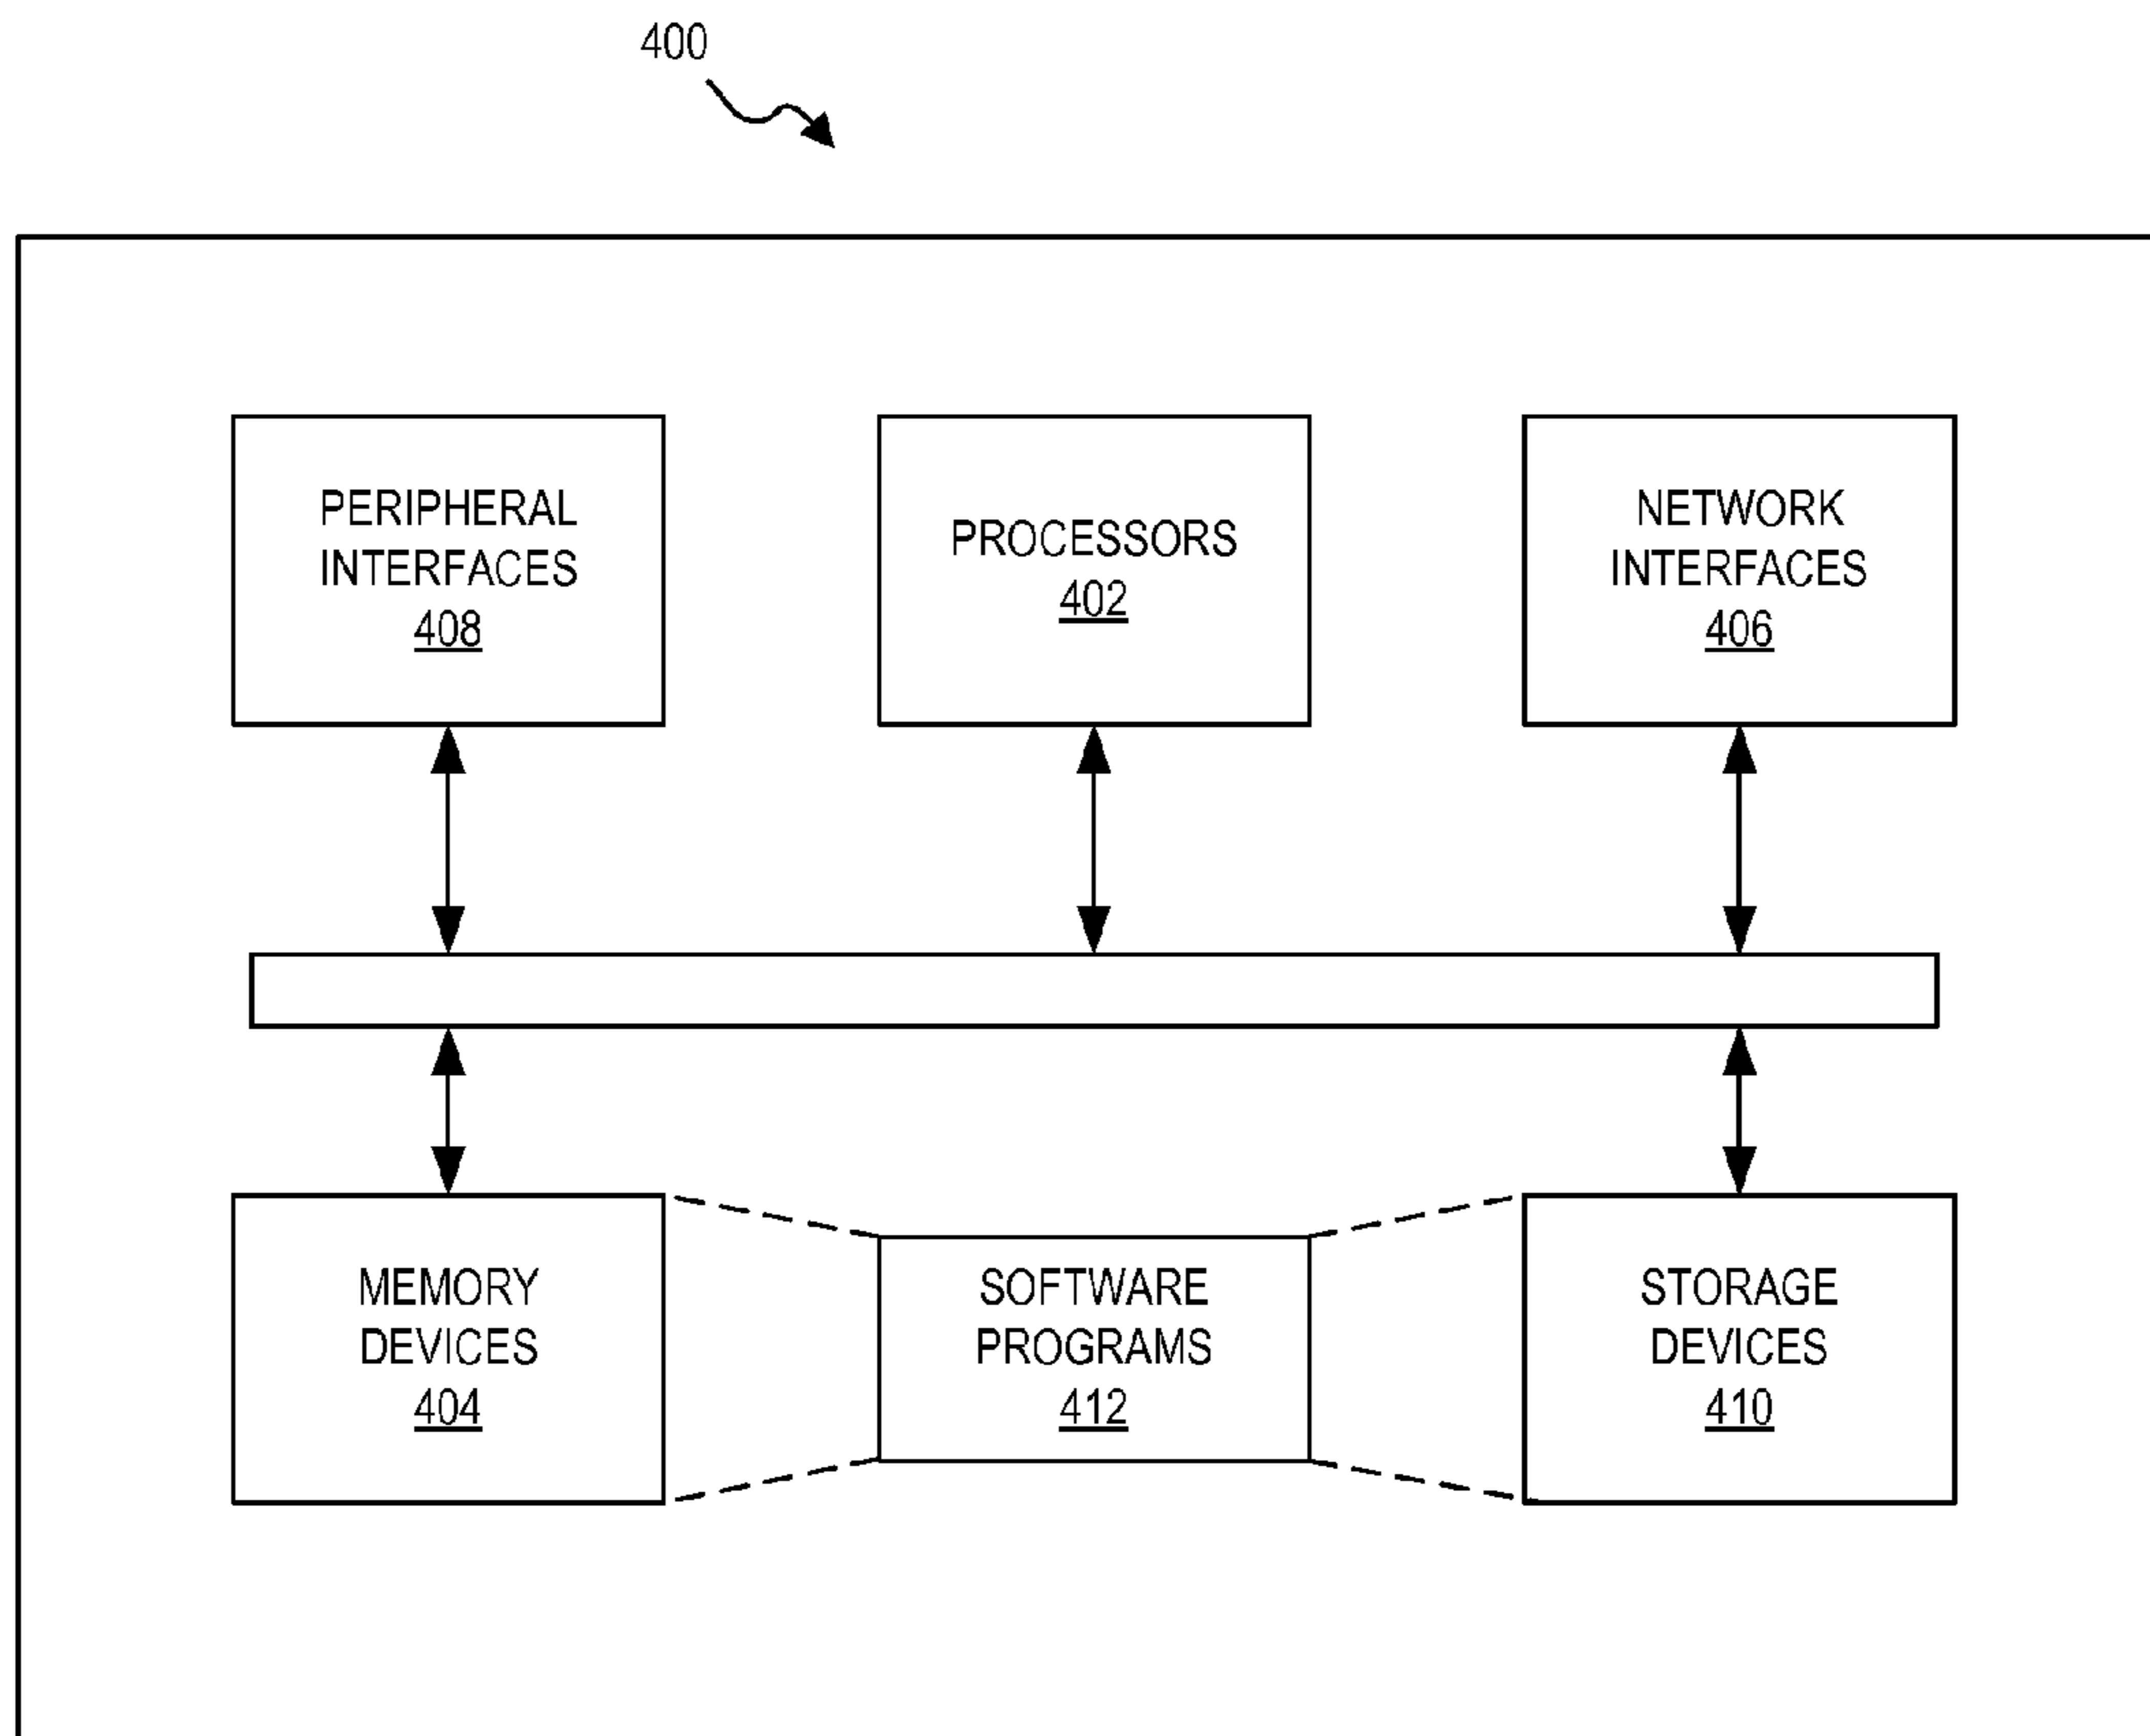 400
PERIPHERAL
INTERFACES
408
PROCESSORS
402
NETWORK
INTERFACES
406
MEMORY
DEVICES
404
SOFTWARE
PROGRAMS
412
STORAGE
DEVICES
410